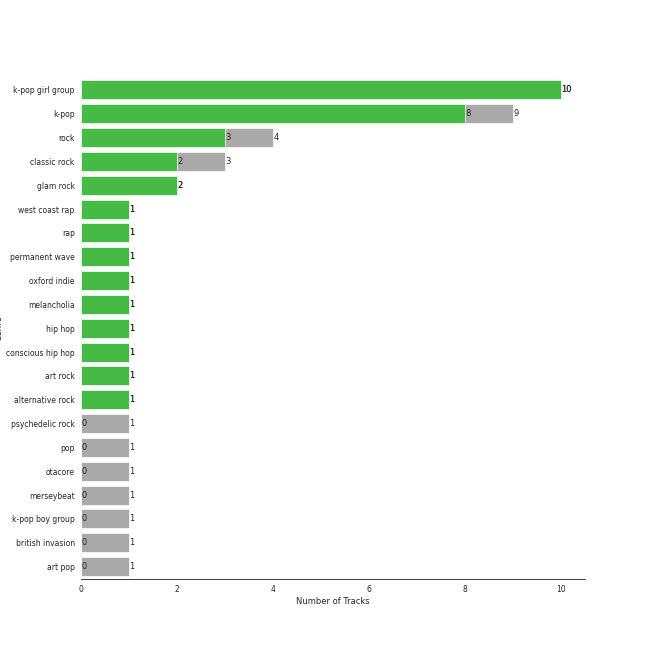 k-pop girl group 10
k-pop 8 9
rock 3 4
classic rock 2 3
glam rock 2
west coast rap 1
rap 1
permanent wave 1
oxford indie 1
melancholia 1
hip hop 1
conscious hip hop 1
art rock 1
alternative rock 1
psychedelic rock 0 1
pop 0 1
otacore 0 1
merseybeat 0 1
k-pop boy group 0 1
british invasion 0 1
art pop 0 1
0 2 4 6 8 10
Number of Tracks